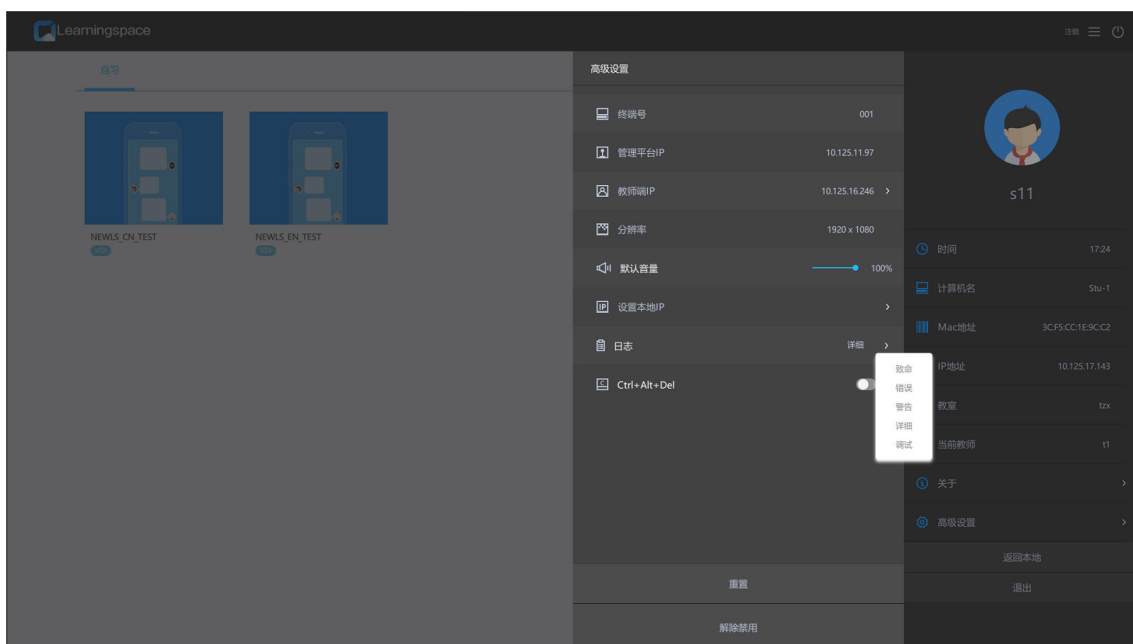 Learningspace
注销
自习
NEWLS_CN_TEST
VDI
NEWLS_EN_TEST
VDI
高级设置
终端号 001
管理平台IP 10.125.11.97
教师端IP 10.125.16.246
分辨率 1920 x 1080
默认音量 100%
设置本地IP
日志 详细
Ctrl+Alt+Del
致命
错误
警告
详细
调试
重置
解除禁用
s11
时间 17:24
计算机名 Stu-1
Mac地址 3C:F5:CC:1E:9C:C2
IP地址 10.125.17.143
教室 tzx
当前教师 t1
关于
高级设置
返回本地
退出